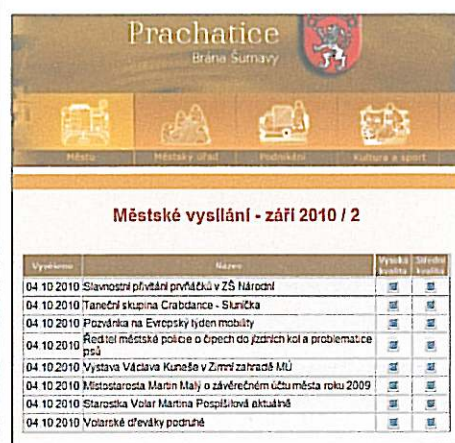 Prachatice
Brána Šumavy
Město
Městský úřad
Podnikání
Kultura a sport
Městské vysílání - září 2010 / 2
Vyvěšeno Název Vysoká kvalita Střední kvalita
04 10 2010 Slavnostní přivítání prvňáčků v ZŠ Národní
04 10 2010 Taneční skupina Crabdance - Slunička
04 10 2010 Pozvánka na Evropský týden mobility
04 10 2010 Ředitel městské policie o čipech do jízdních kol a problematice
psů
04 10 2010 Výstava Václava Kuneše v Zimní zahradě MÚ
04 10 2010 Místostarosta Martin Malý o závěrečném účtu města roku 2009
04 10 2010 Starostka Volar Martina Pospíšilová aktuálně
04 10 2010 Volarské dřeváky podruhé